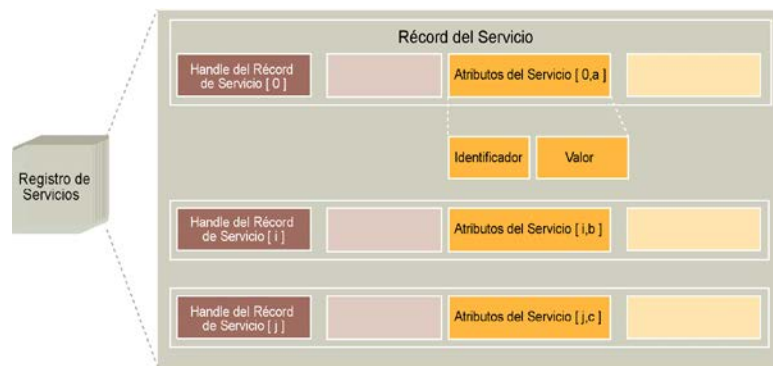 Récord del Servicio
Handle del Récord
de Servicio [ 0 ]
Atributos del Servicio [ 0,a ]
Identificador
Valor
Registro de
Servicios
Handle del Récord
de Servicio [ i ]
Atributos del Servicio [ i,b ]
Handle del Récord
de Servicio [ j ]
Atributos del Servicio [ j,c ]